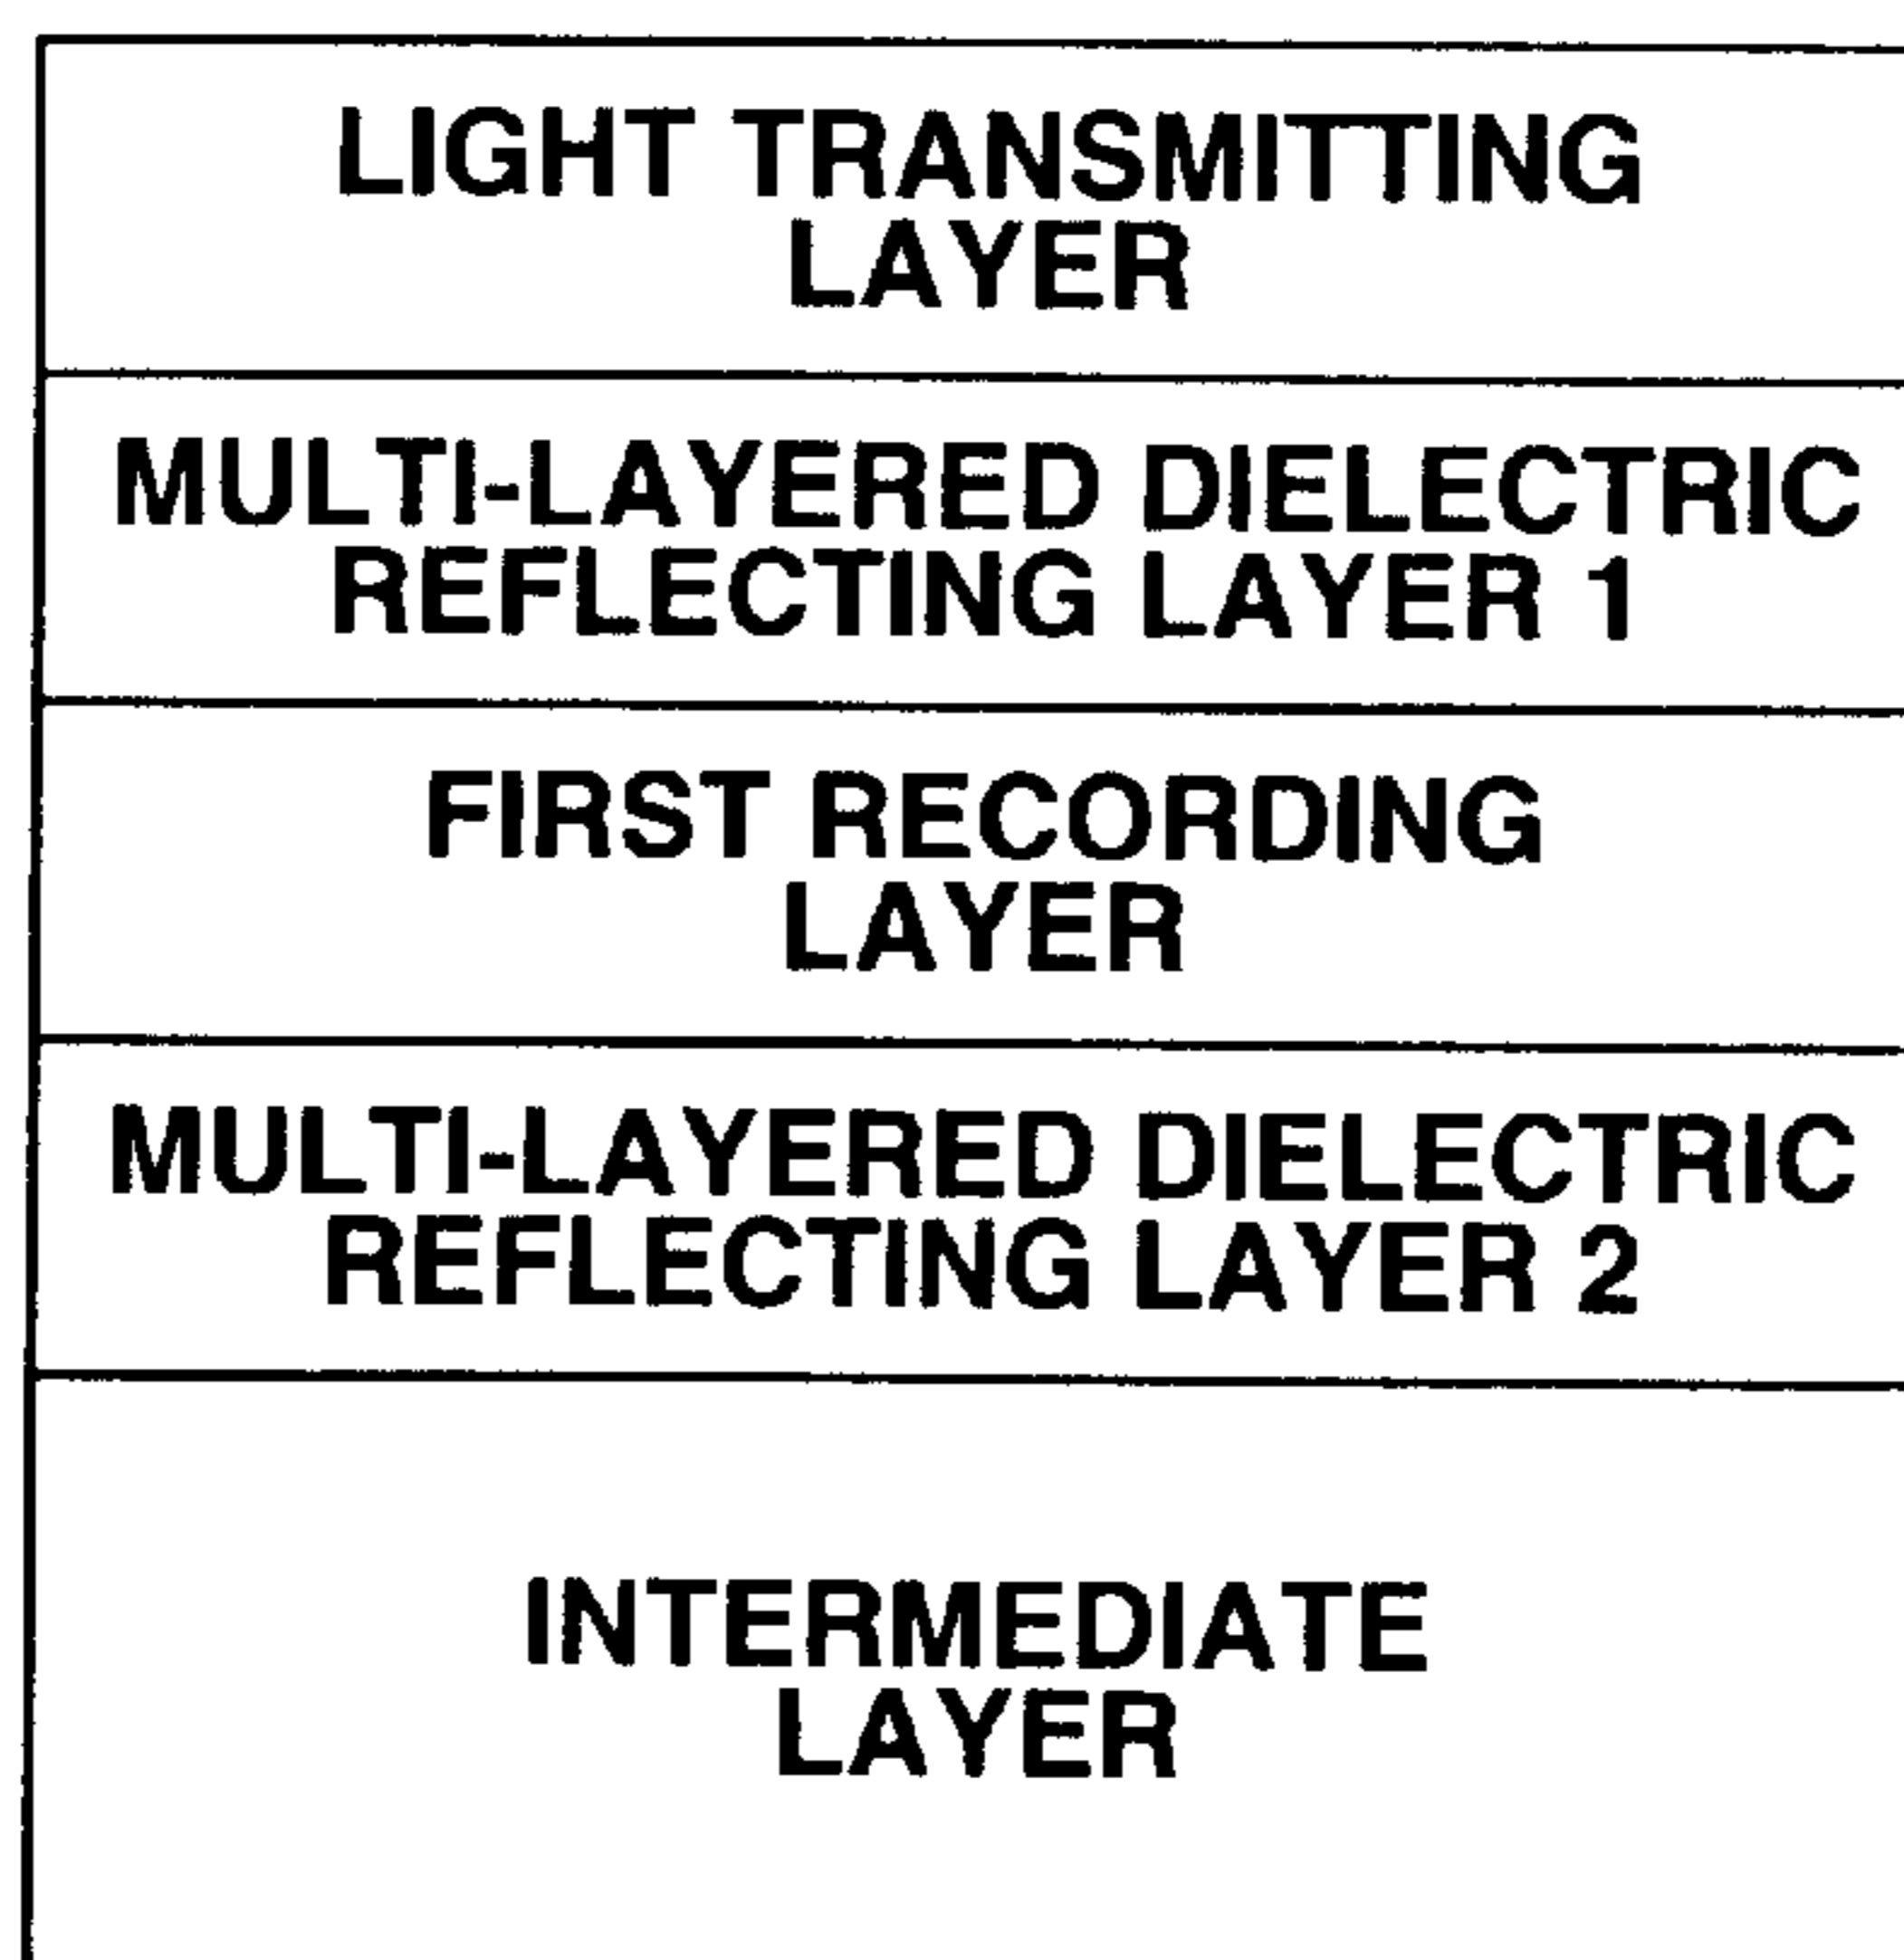 LIGHT TRANSMITTING
LAYER
MULTI-LAYERED DIELECTRIC
REFLECTING LAYER 1
FIRST RECORDING
LAYER
MULTI-LAYERED DIELECTRIC
REFLECTING LAYER 2
INTERMEDIATE
LAYER